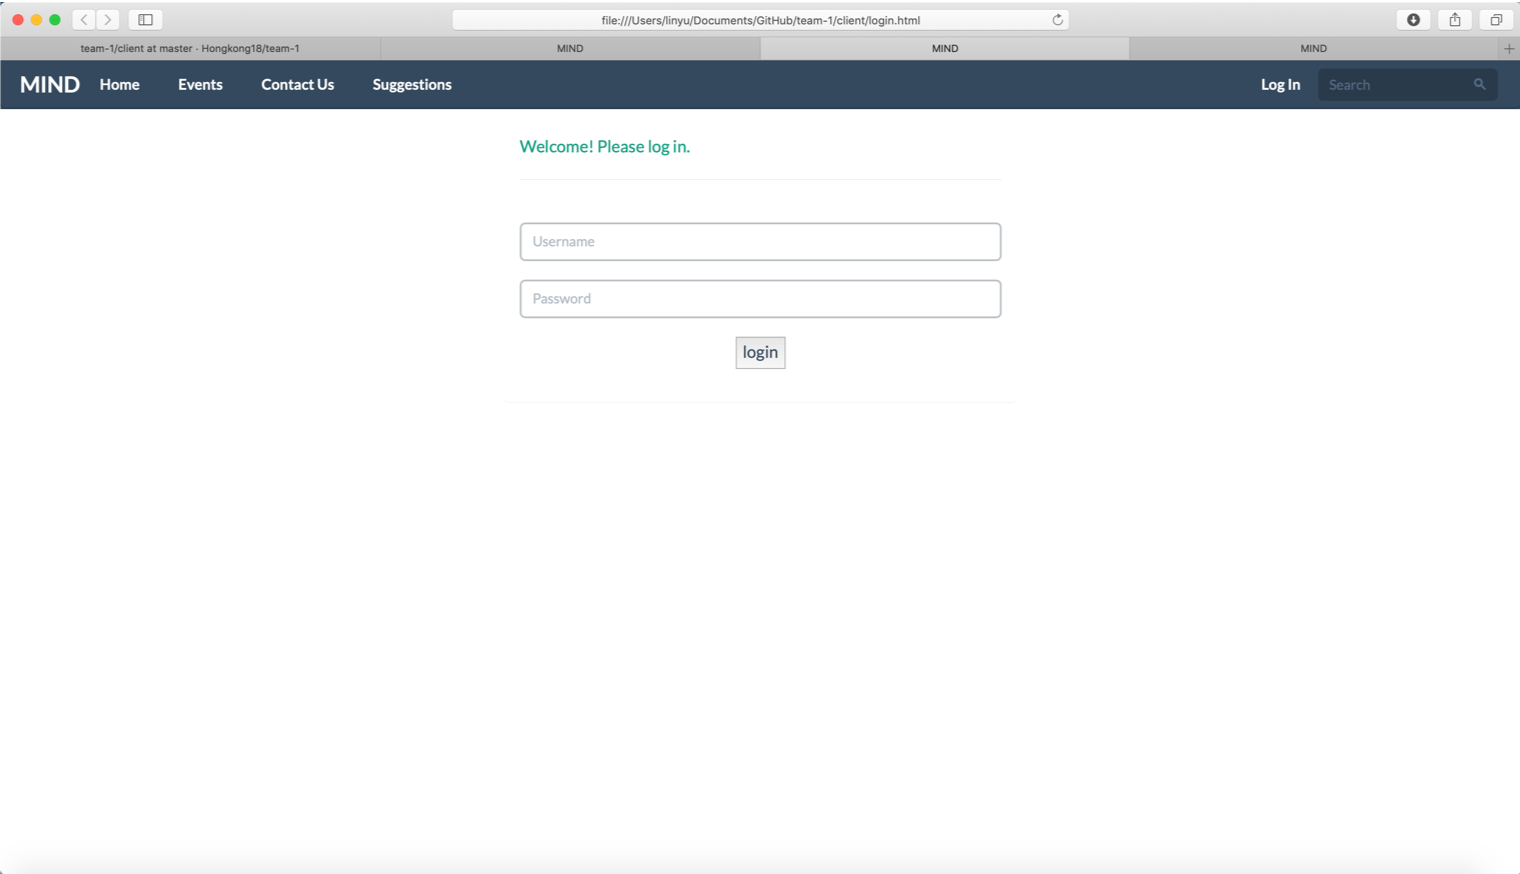 file:///Users/linyu/Documents/GitHub/team-1/client/login.html
team-1/client at master · Hongkong18/team-1 MIND MIND MIND
MIND Home Events Contact Us Suggestions Log In Search
Welcome! Please log in.
Username
Password
login